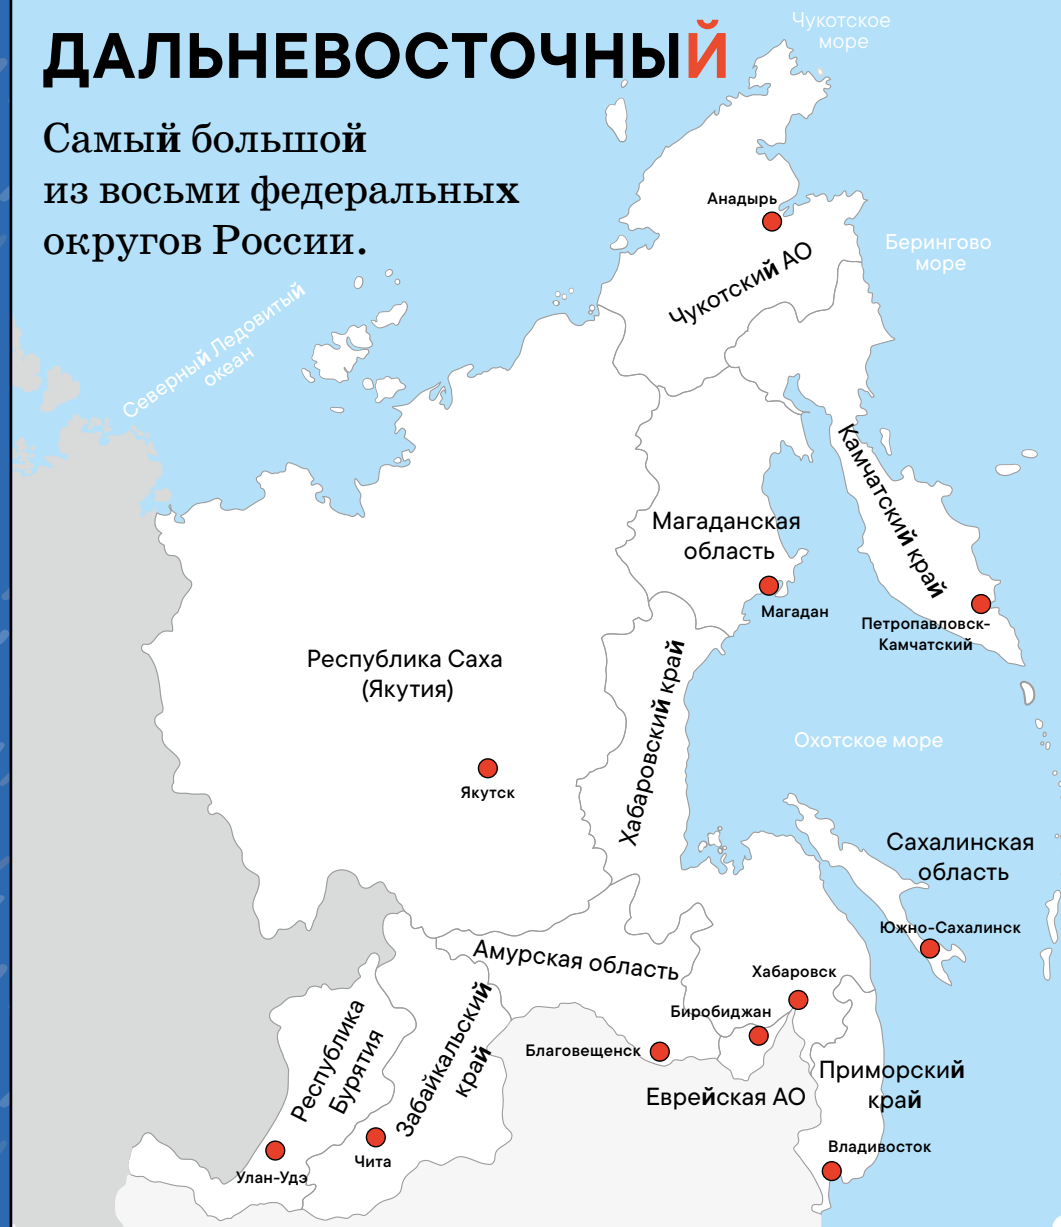 ДАЛЬНЕВОСТОЧНЫЙ
Самый большой
из восьми федеральных
округов России.
Чукотское
море
Анадырь
Берингово
море
Чукотский АО
Северный Ледовитый
океан
Камчатский край
Магаданская
область
Магадан
Петропавловск-
Камчатский
Республика Саха
(Якутия)
Хабаровский край
Охотское море
Якутск
Сахалинская
область
Южно-Сахалинск
Амурская область
Хабаровск
Биробиджан
Благовещенск
Республика
Бурятия
Забайкальский
край
Еврейская АО
Приморский
край
Владивосток
Чита
Улан-Удэ